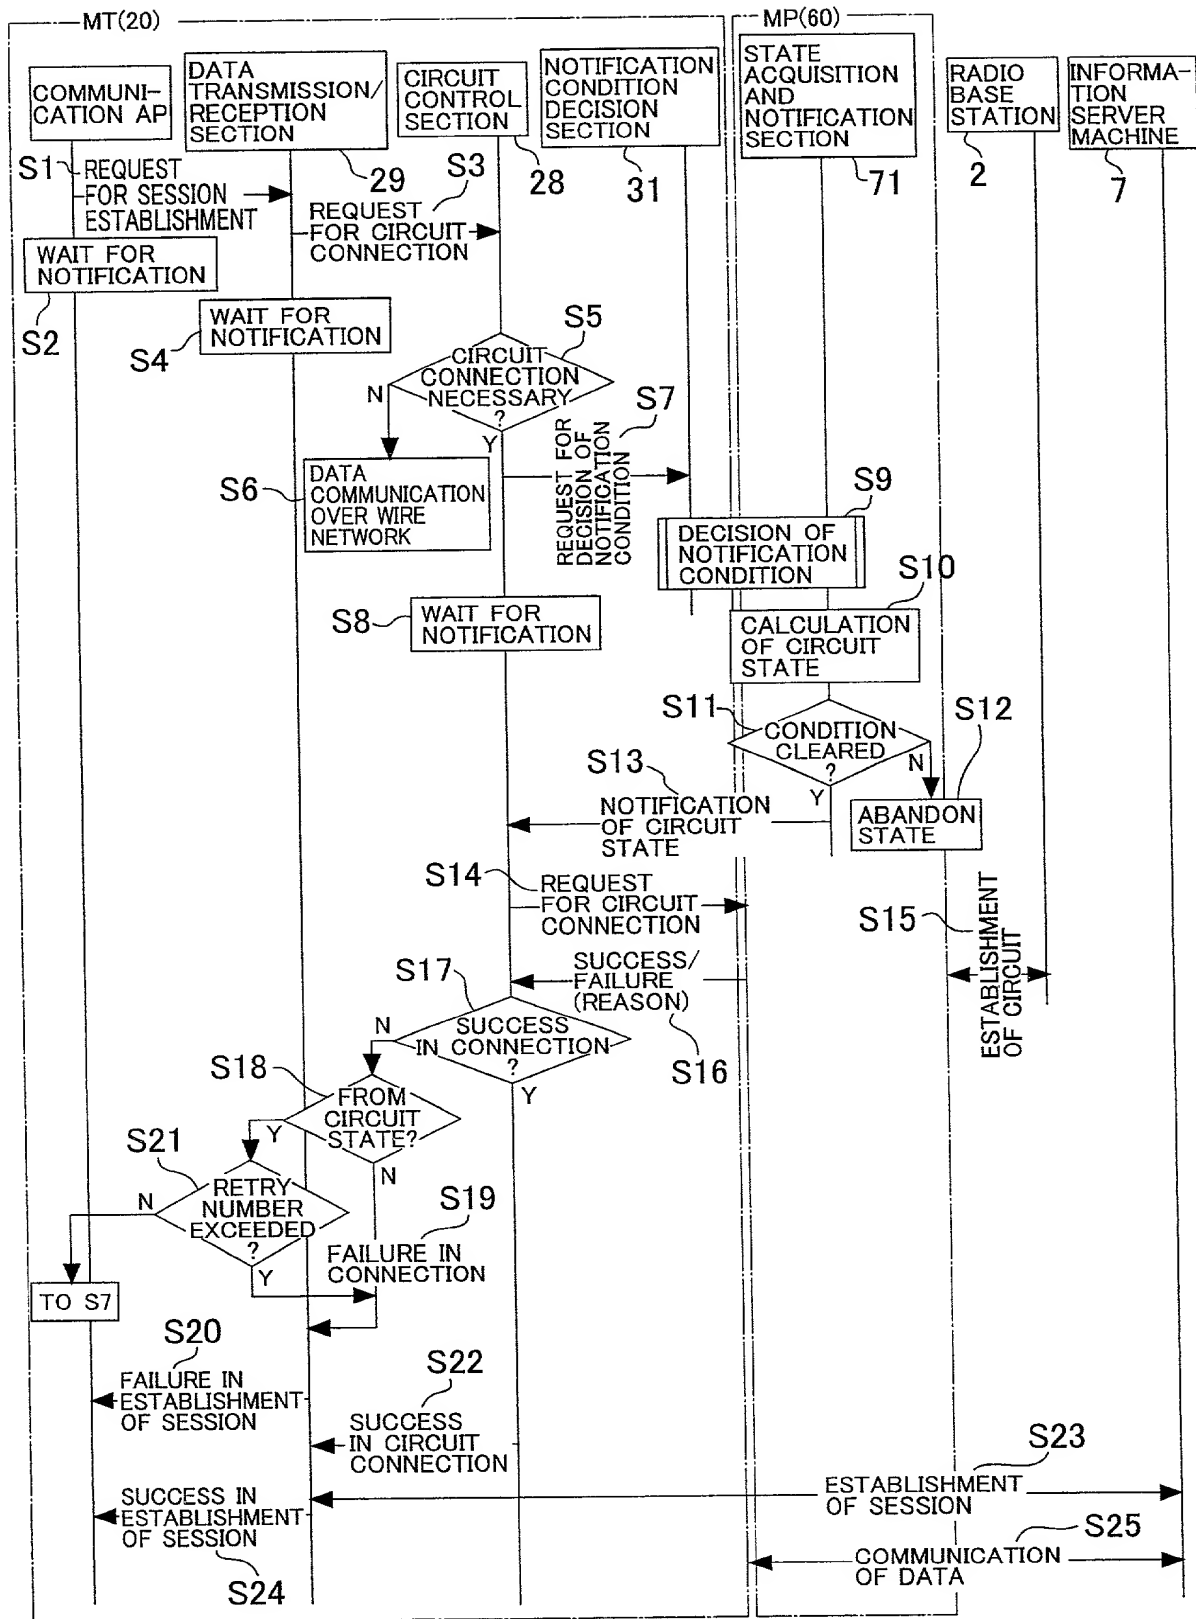 MT(20)
MP(60)
COMMUNI-
CATION AP
DATA
TRANSMISSION/
RECEPTION
SECTION
CIRCUIT
CONTROL
SECTION
NOTIFICATION
CONDITION
DECISION
SECTION
STATE
ACQUISITION
AND
NOTIFICATION
SECTION
RADIO
BASE
STATION
INFORMA-
TION
SERVER
MACHINE
29
28
31
71
2
7
S1
REQUEST
FOR SESSION
ESTABLISHMENT
S3
REQUEST
FOR CIRCUIT
CONNECTION
WAIT FOR
NOTIFICATION
S2
WAIT FOR
NOTIFICATION
S4
S5
CIRCUIT
CONNECTION
NECESSARY
?
N
Y
S7
REQUEST FOR
DECISION OF
NOTIFICATION
CONDITION
S6
DATA
COMMUNICATION
OVER WIRE
NETWORK
S9
DECISION OF
NOTIFICATION
CONDITION
S8
WAIT FOR
NOTIFICATION
S10
CALCULATION
OF CIRCUIT
STATE
S11
CONDITION
CLEARED
?
N
Y
S12
ABANDON
STATE
S13
NOTIFICATION
OF CIRCUIT
STATE
S14
REQUEST
FOR CIRCUIT
CONNECTION
S15
ESTABLISHMENT
OF CIRCUIT
SUCCESS/
FAILURE
(REASON)
S16
S17
SUCCESS
IN CONNECTION
?
N
Y
S18
FROM
CIRCUIT
STATE?
Y
N
S21
RETRY
NUMBER
EXCEEDED
?
N
Y
S19
FAILURE IN
CONNECTION
TO S7
S20
FAILURE IN
ESTABLISHMENT
OF SESSION
S22
SUCCESS
IN CIRCUIT
CONNECTION
S23
ESTABLISHMENT
OF SESSION
SUCCESS IN
ESTABLISHMENT
OF SESSION
S24
S25
COMMUNICATION
OF DATA